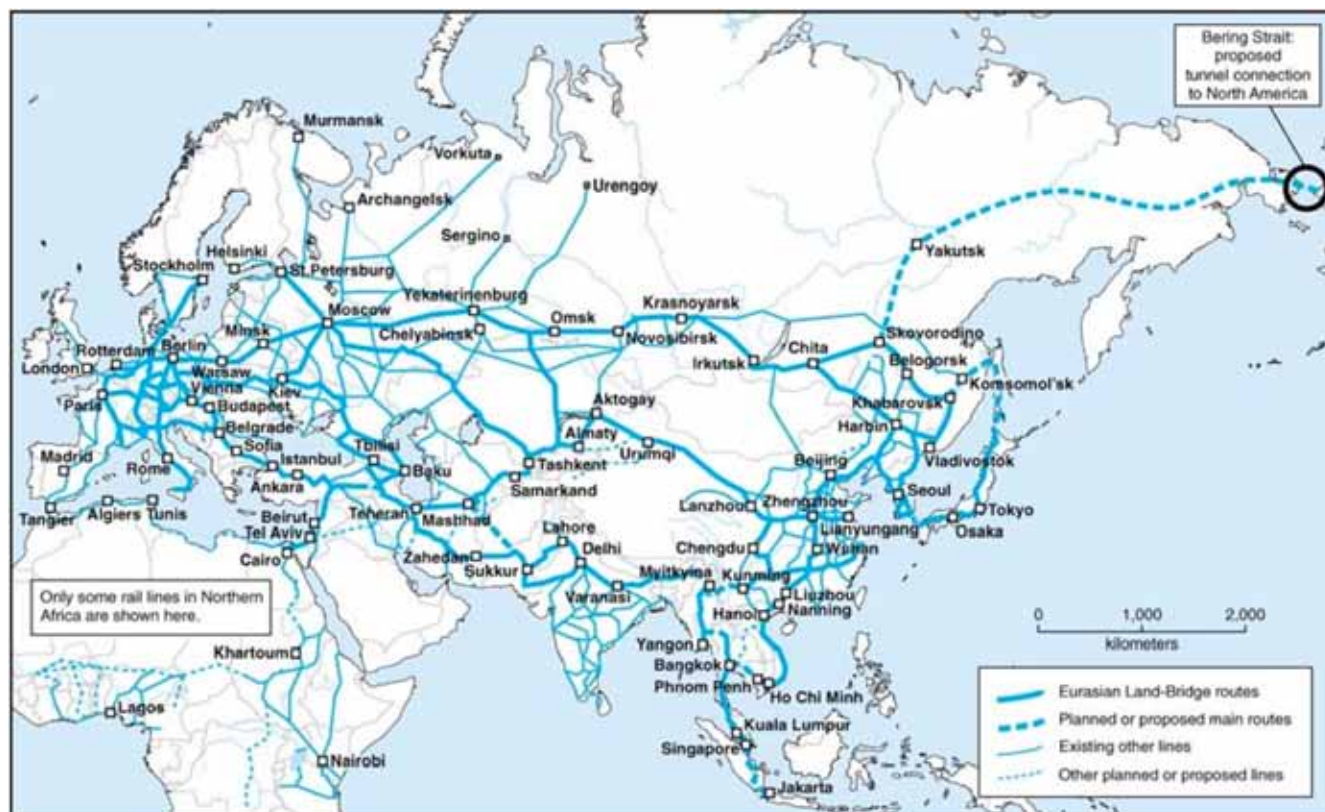 Bering Strait:
proposed
tunnel connection
to North America
Murmansk
Vorkuta
Urengoy
Archangelsk
Sergino
Yakutsk
Helsinki
Stockholm
St.Petersburg
Yekaterinenburg
Krasnoyarsk
Moscow
Omsk
Skovorodino
Minsk
Chelyabinsk
Novosibirsk
Chita
Rotterdam
Berlin
Irkutsk
Belogorsk
London
Warsaw
Komsomol'sk
Vienna
Kiev
Paris
Budapest
Aktogay
Khabarovsk
Belgrade
Almaty
Harbin
Sofia
Tbilisi
Urumqi
Madrid
Istanbul
Beijing
Vladivostok
Rome
Baku
Tashkent
Ankara
Samarkand
Seoul
Tangier
Algiers
Tunis
Beirut
Teheran
Mashhad
Lanzhou
Zhengzhou
Tokyo
Tel Aviv
Lahore
Lianyungang
Osaka
Cairo
Zahedan
Delhi
Chengdu
Wuhan
Sukkur
Myitkyina
Kunming
Only some rail lines in Northern
Africa are shown here.
Varanasi
Liuzhou
Hanoi
Nanning
0
1,000
2,000
kilometers
Yangon
Khartoum
Bangkok
Phnom Penh
Ho Chi Minh
Eurasian Land-Bridge routes
Lagos
Planned or proposed main routes
Kuala Lumpur
Singapore
Existing other lines
Nairobi
Other planned or proposed lines
Jakarta